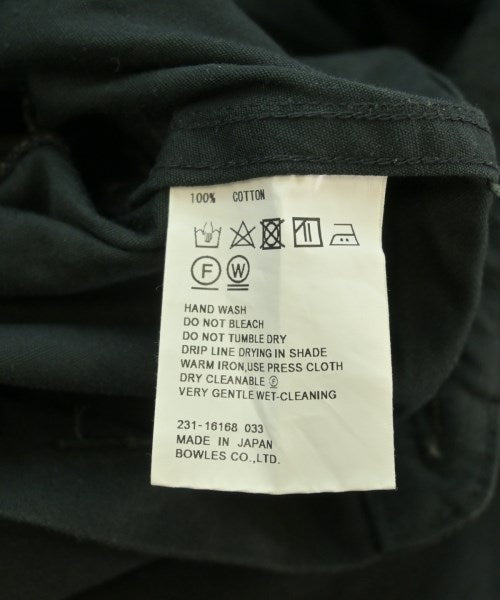 100% COTTON
F W
HAND WASH
DO NOT BLEACH
DO NOT TUMBLE DRY
DRIP LINE DRYING IN SHADE
WARM IRON,USE PRESS CLOTH
DRY CLEANABLE Ⓕ
VERY GENTLE WET-CLEANING
231-16168 033
MADE IN JAPAN
BOWLES CO.,LTD.